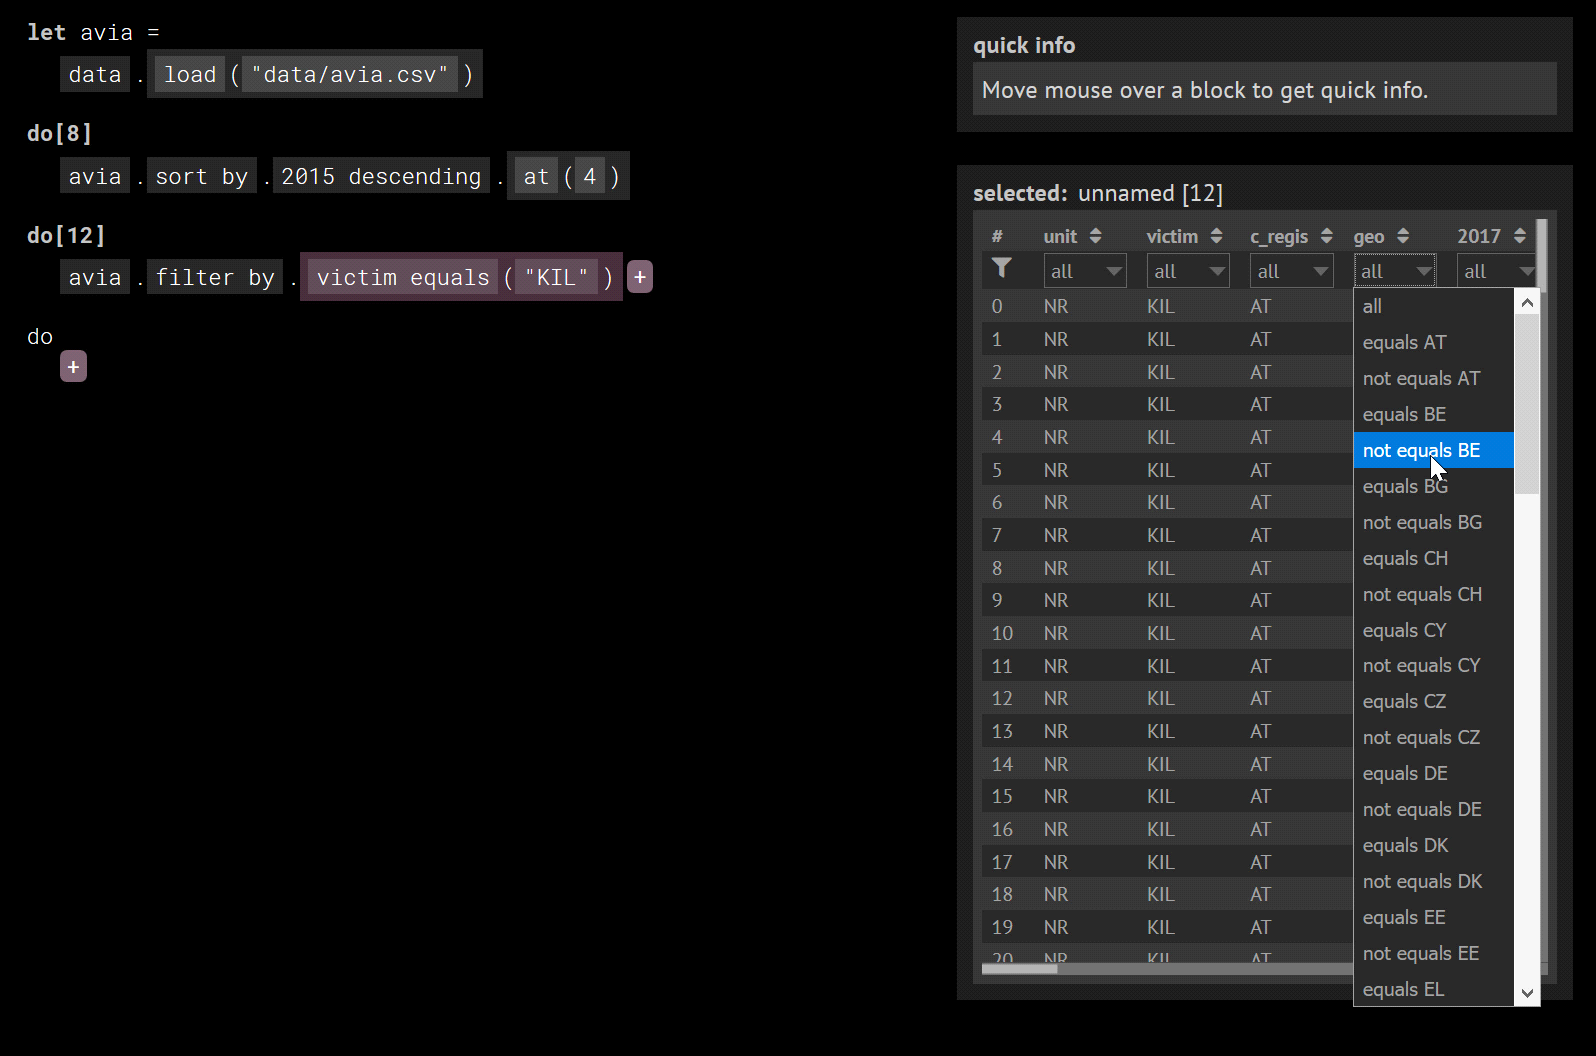 let avia =
data . load ( "data/avia.csv" )
do[8]
avia . sort by . 2015 descending . at ( 4 )
do[12]
avia . filter by . victim equals ( "KIL" ) +
do
+
quick info
Move mouse over a block to get quick info.
selected: unnamed [12]
# unit victim c_regis geo 2017
all all all all all
0 NR KIL AT
1 NR KIL AT
2 NR KIL AT
3 NR KIL AT
4 NR KIL AT
5 NR KIL AT
6 NR KIL AT
7 NR KIL AT
8 NR KIL AT
9 NR KIL AT
10 NR KIL AT
11 NR KIL AT
12 NR KIL AT
13 NR KIL AT
14 NR KIL AT
15 NR KIL AT
16 NR KIL AT
17 NR KIL AT
18 NR KIL AT
19 NR KIL AT
20 NR KIL AT
all
equals AT
not equals AT
equals BE
not equals BE
equals BG
not equals BG
equals CH
not equals CH
equals CY
not equals CY
equals CZ
not equals CZ
equals DE
not equals DE
equals DK
not equals DK
equals EE
not equals EE
equals EL